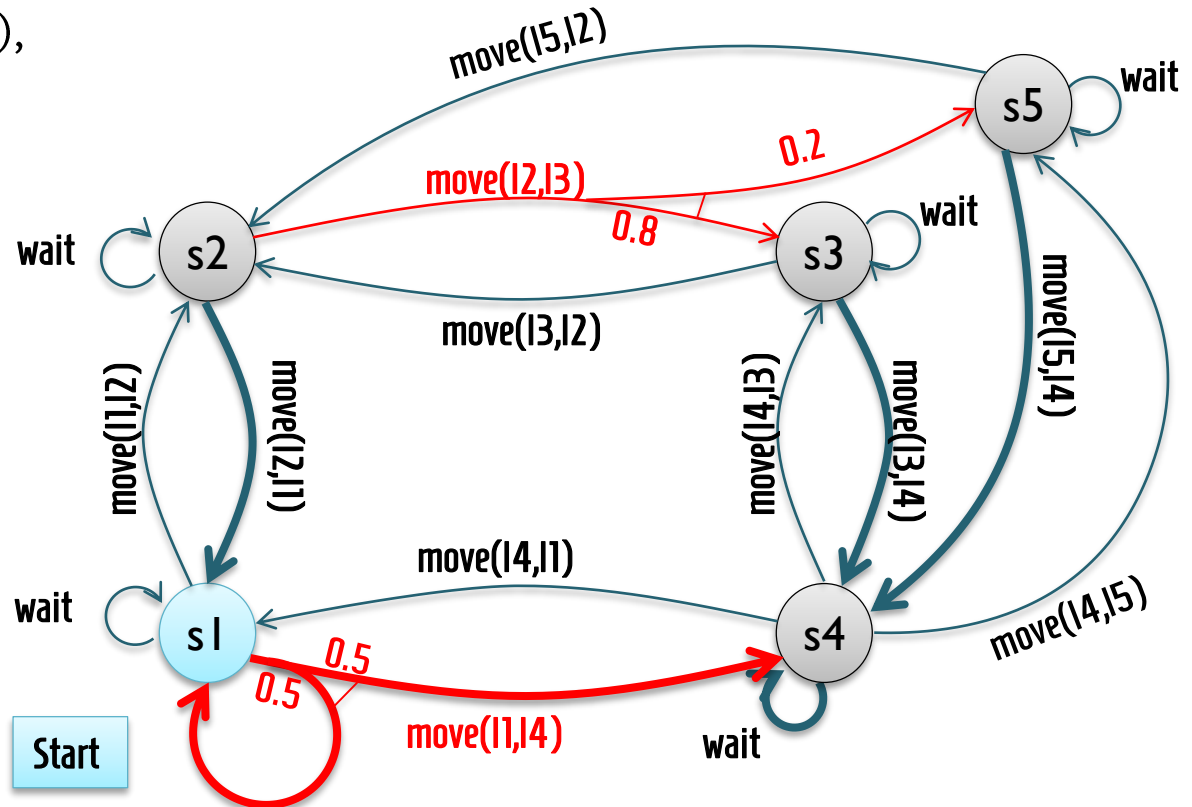 ),
move(l5,l2)
s5
wait
0.2
move(l2,l3)
0.8
wait
s2
s3
wait
move(l3,l2)
move(l5,l4)
move(l1,l2)
move(l2,l1)
move(l4,l3)
move(l3,l4)
move(l4,l1)
wait
s1
s4
move(l4,l5)
0.5
0.5
move(l1,l4)
wait
Start